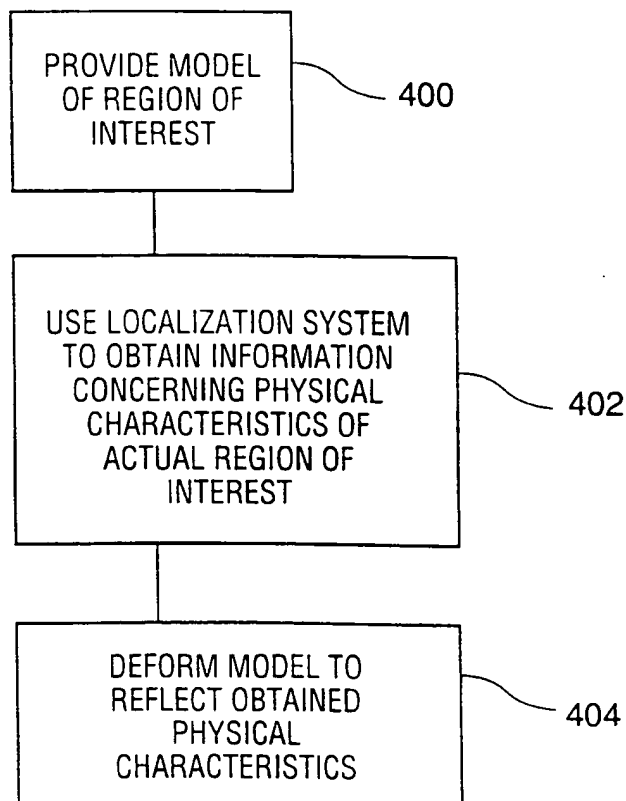 PROVIDE MODEL
OF REGION OF
INTEREST
400
USE LOCALIZATION SYSTEM
TO OBTAIN INFORMATION
CONCERNING PHYSICAL
CHARACTERISTICS OF
ACTUAL REGION OF
INTEREST
402
DEFORM MODEL TO
REFLECT OBTAINED
PHYSICAL
CHARACTERISTICS
404